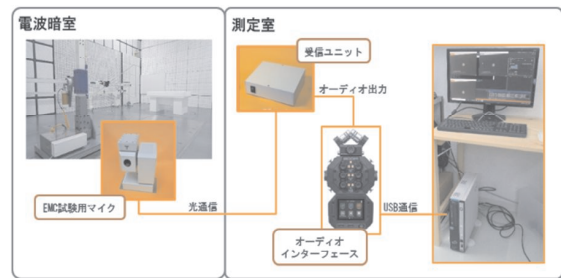 電波暗室
測定室
受信ユニット
オーディオ出力
EMC試験用マイク
光通信
USB通信
オーディオ
インターフェース